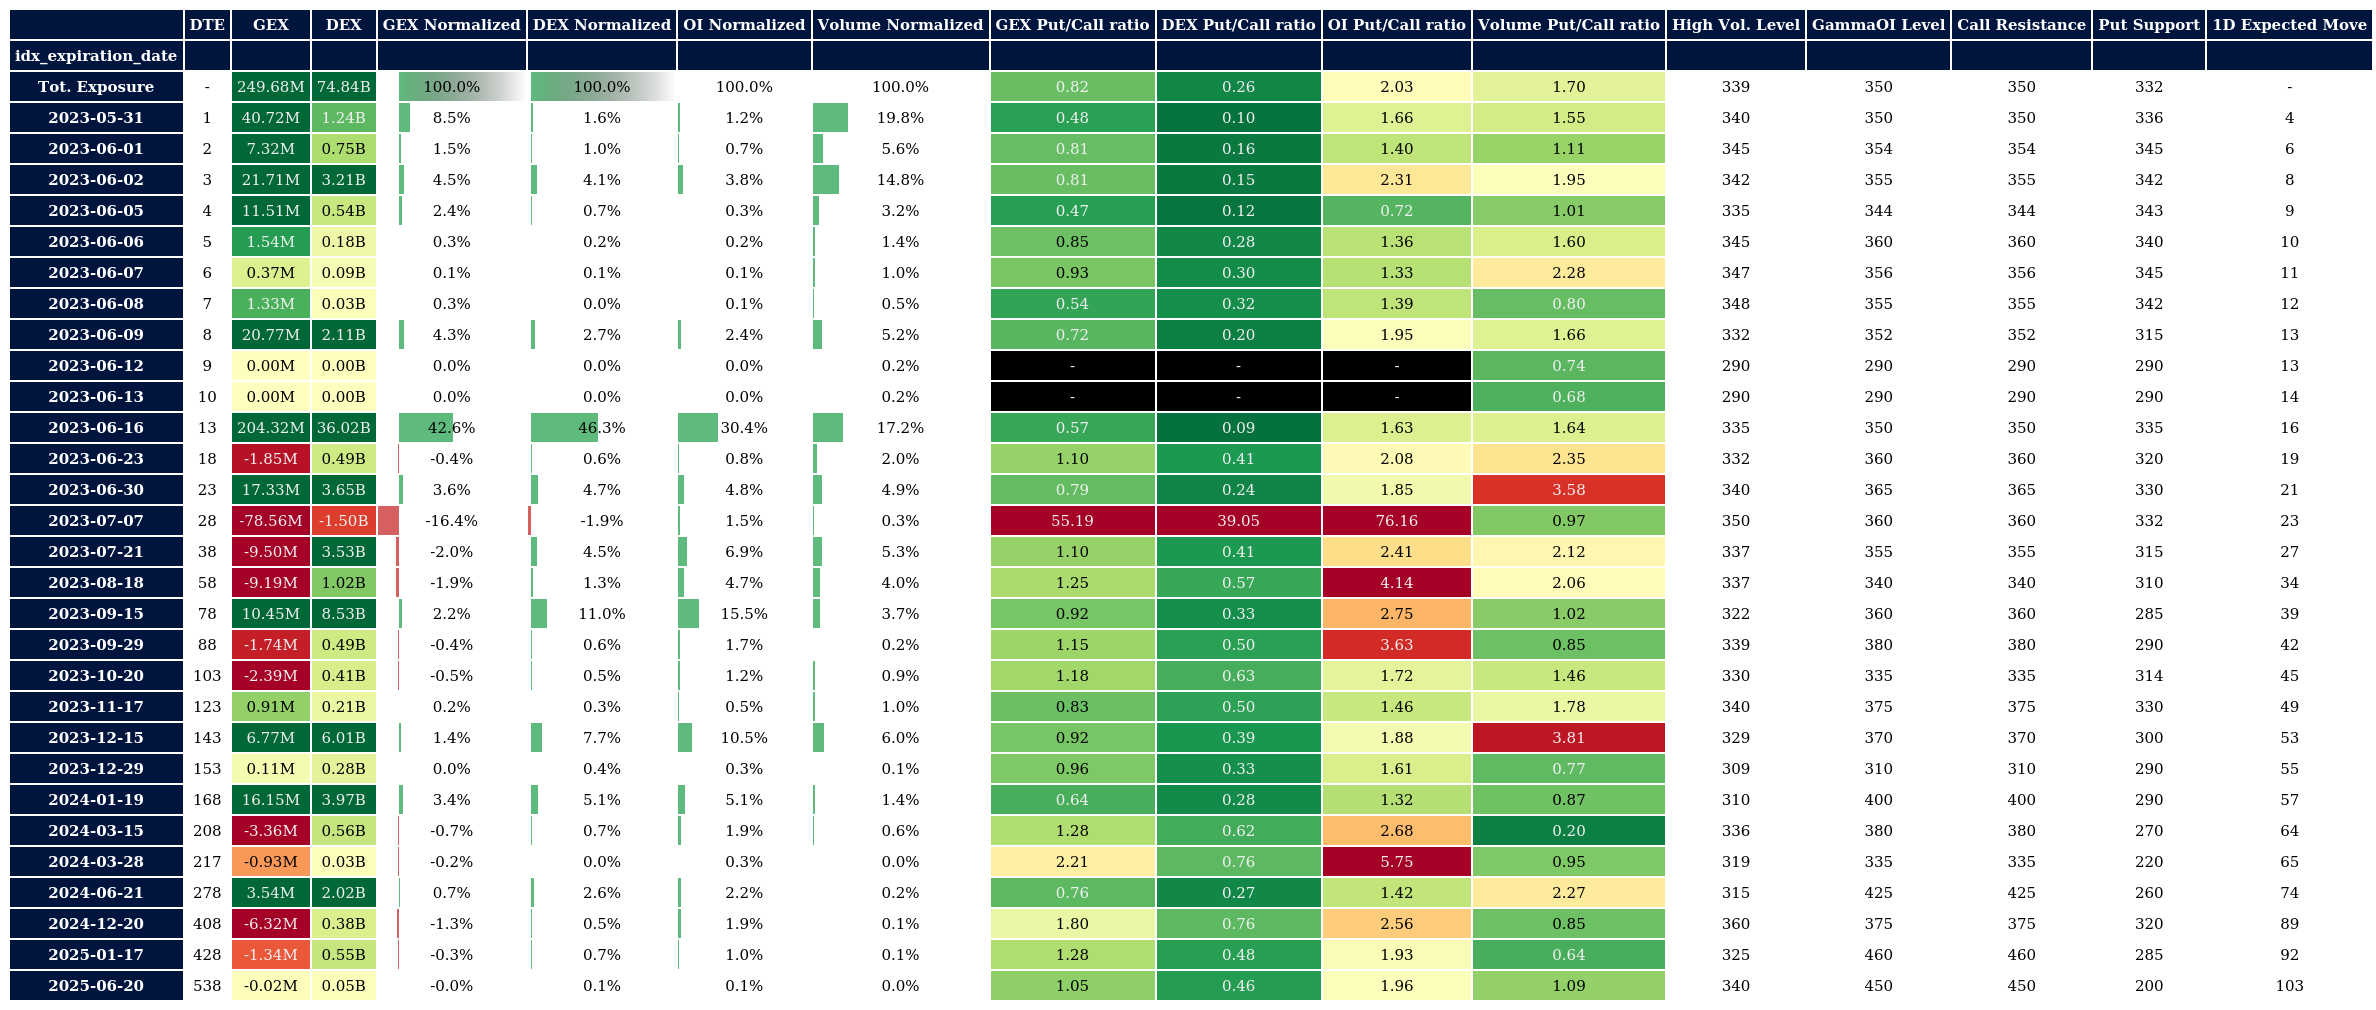 DTE GEX DEX GEX Normalized DEX Normalized OI Normalized Volume Normalized GEX Put/Call ratio DEX Put/Call ratio OI Put/Call ratio Volume Put/Call ratio High Vol. Level GammaOI Level Call Resistance Put Support 1D Expected Move
idx_expiration_date
Tot. Exposure - 249.68M 74.84B 100.0% 100.0% 100.0% 100.0% 0.82 0.26 2.03 1.70 339 350 350 332 -
2023-05-31 1 40.72M 1.24B 8.5% 1.6% 1.2% 19.8% 0.48 0.10 1.66 1.55 340 350 350 336 4
2023-06-01 2 7.32M 0.75B 1.5% 1.0% 0.7% 5.6% 0.81 0.16 1.40 1.11 345 354 354 345 6
2023-06-02 3 21.71M 3.21B 4.5% 4.1% 3.8% 14.8% 0.81 0.15 2.31 1.95 342 355 355 342 8
2023-06-05 4 11.51M 0.54B 2.4% 0.7% 0.3% 3.2% 0.47 0.12 0.72 1.01 335 344 344 343 9
2023-06-06 5 1.54M 0.18B 0.3% 0.2% 0.2% 1.4% 0.85 0.28 1.36 1.60 345 360 360 340 10
2023-06-07 6 0.37M 0.09B 0.1% 0.1% 0.1% 1.0% 0.93 0.30 1.33 2.28 347 356 356 345 11
2023-06-08 7 1.33M 0.03B 0.3% 0.0% 0.1% 0.5% 0.54 0.32 1.39 0.80 348 355 355 342 12
2023-06-09 8 20.77M 2.11B 4.3% 2.7% 2.4% 5.2% 0.72 0.20 1.95 1.66 332 352 352 315 13
2023-06-12 9 0.00M 0.00B 0.0% 0.0% 0.0% 0.2% - - - 0.74 290 290 290 290 13
2023-06-13 10 0.00M 0.00B 0.0% 0.0% 0.0% 0.2% - - - 0.68 290 290 290 290 14
2023-06-16 13 204.32M 36.02B 42.6% 46.3% 30.4% 17.2% 0.57 0.09 1.63 1.64 335 350 350 335 16
2023-06-23 18 -1.85M 0.49B -0.4% 0.6% 0.8% 2.0% 1.10 0.41 2.08 2.35 332 360 360 320 19
2023-06-30 23 17.33M 3.65B 3.6% 4.7% 4.8% 4.9% 0.79 0.24 1.85 3.58 340 365 365 330 21
2023-07-07 28 -78.56M -1.50B -16.4% -1.9% 1.5% 0.3% 55.19 39.05 76.16 0.97 350 360 360 332 23
2023-07-21 38 -9.50M 3.53B -2.0% 4.5% 6.9% 5.3% 1.10 0.41 2.41 2.12 337 355 355 315 27
2023-08-18 58 -9.19M 1.02B -1.9% 1.3% 4.7% 4.0% 1.25 0.57 4.14 2.06 337 340 340 310 34
2023-09-15 78 10.45M 8.53B 2.2% 11.0% 15.5% 3.7% 0.92 0.33 2.75 1.02 322 360 360 285 39
2023-09-29 88 -1.74M 0.49B -0.4% 0.6% 1.7% 0.2% 1.15 0.50 3.63 0.85 339 380 380 290 42
2023-10-20 103 -2.39M 0.41B -0.5% 0.5% 1.2% 0.9% 1.18 0.63 1.72 1.46 330 335 335 314 45
2023-11-17 123 0.91M 0.21B 0.2% 0.3% 0.5% 1.0% 0.83 0.50 1.46 1.78 340 375 375 330 49
2023-12-15 143 6.77M 6.01B 1.4% 7.7% 10.5% 6.0% 0.92 0.39 1.88 3.81 329 370 370 300 53
2023-12-29 153 0.11M 0.28B 0.0% 0.4% 0.3% 0.1% 0.96 0.33 1.61 0.77 309 310 310 290 55
2024-01-19 168 16.15M 3.97B 3.4% 5.1% 5.1% 1.4% 0.64 0.28 1.32 0.87 310 400 400 290 57
2024-03-15 208 -3.36M 0.56B -0.7% 0.7% 1.9% 0.6% 1.28 0.62 2.68 0.20 336 380 380 270 64
2024-03-28 217 -0.93M 0.03B -0.2% 0.0% 0.3% 0.0% 2.21 0.76 5.75 0.95 319 335 335 220 65
2024-06-21 278 3.54M 2.02B 0.7% 2.6% 2.2% 0.2% 0.76 0.27 1.42 2.27 315 425 425 260 74
2024-12-20 408 -6.32M 0.38B -1.3% 0.5% 1.9% 0.1% 1.80 0.76 2.56 0.85 360 375 375 320 89
2025-01-17 428 -1.34M 0.55B -0.3% 0.7% 1.0% 0.1% 1.28 0.48 1.93 0.64 325 460 460 285 92
2025-06-20 538 -0.02M 0.05B -0.0% 0.1% 0.1% 0.0% 1.05 0.46 1.96 1.09 340 450 450 200 103